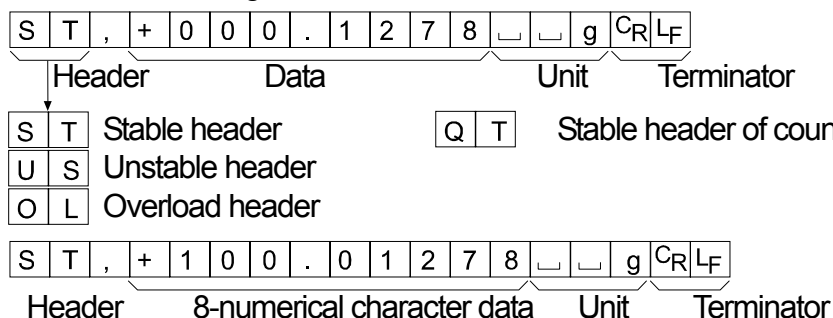 S T , + 0 0 0 . 1 2 7 8 ␣ ␣ g CR LF
Header Data Unit Terminator
S T Stable header Q T Stable header of coun
U S Unstable header
O L Overload header
S T , + 1 0 0 . 0 1 2 7 8 ␣ ␣ g CR LF
Header 8-numerical character data Unit Terminator